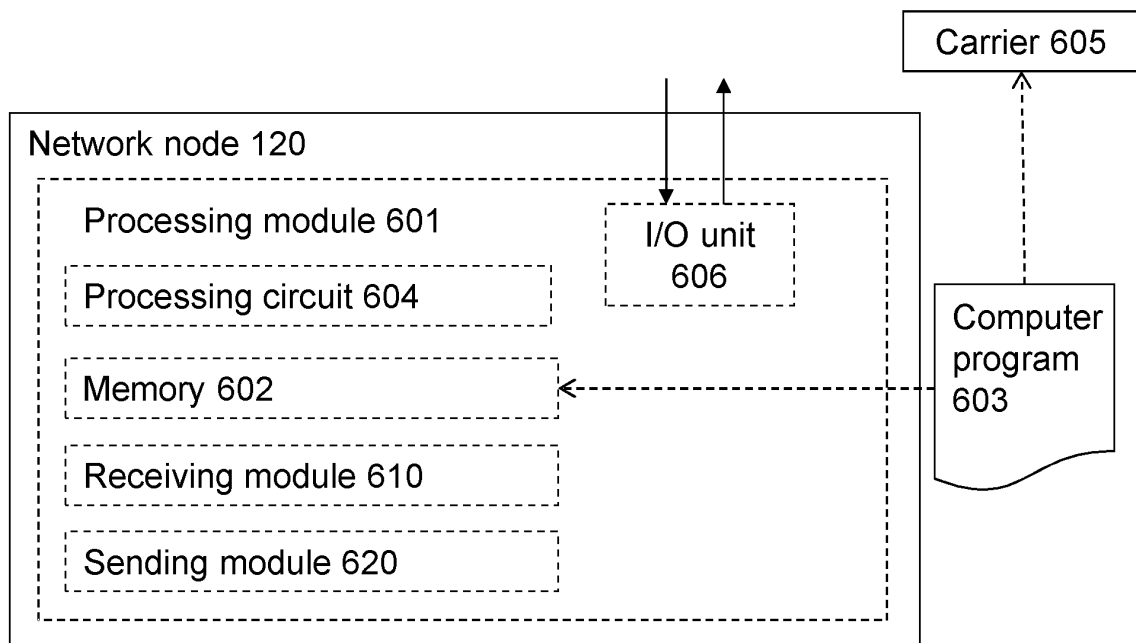 Carrier 605
Network node 120
Processing module 601
I/O unit
606
Processing circuit 604
Computer
program
603
Memory 602
Receiving module 610
Sending module 620